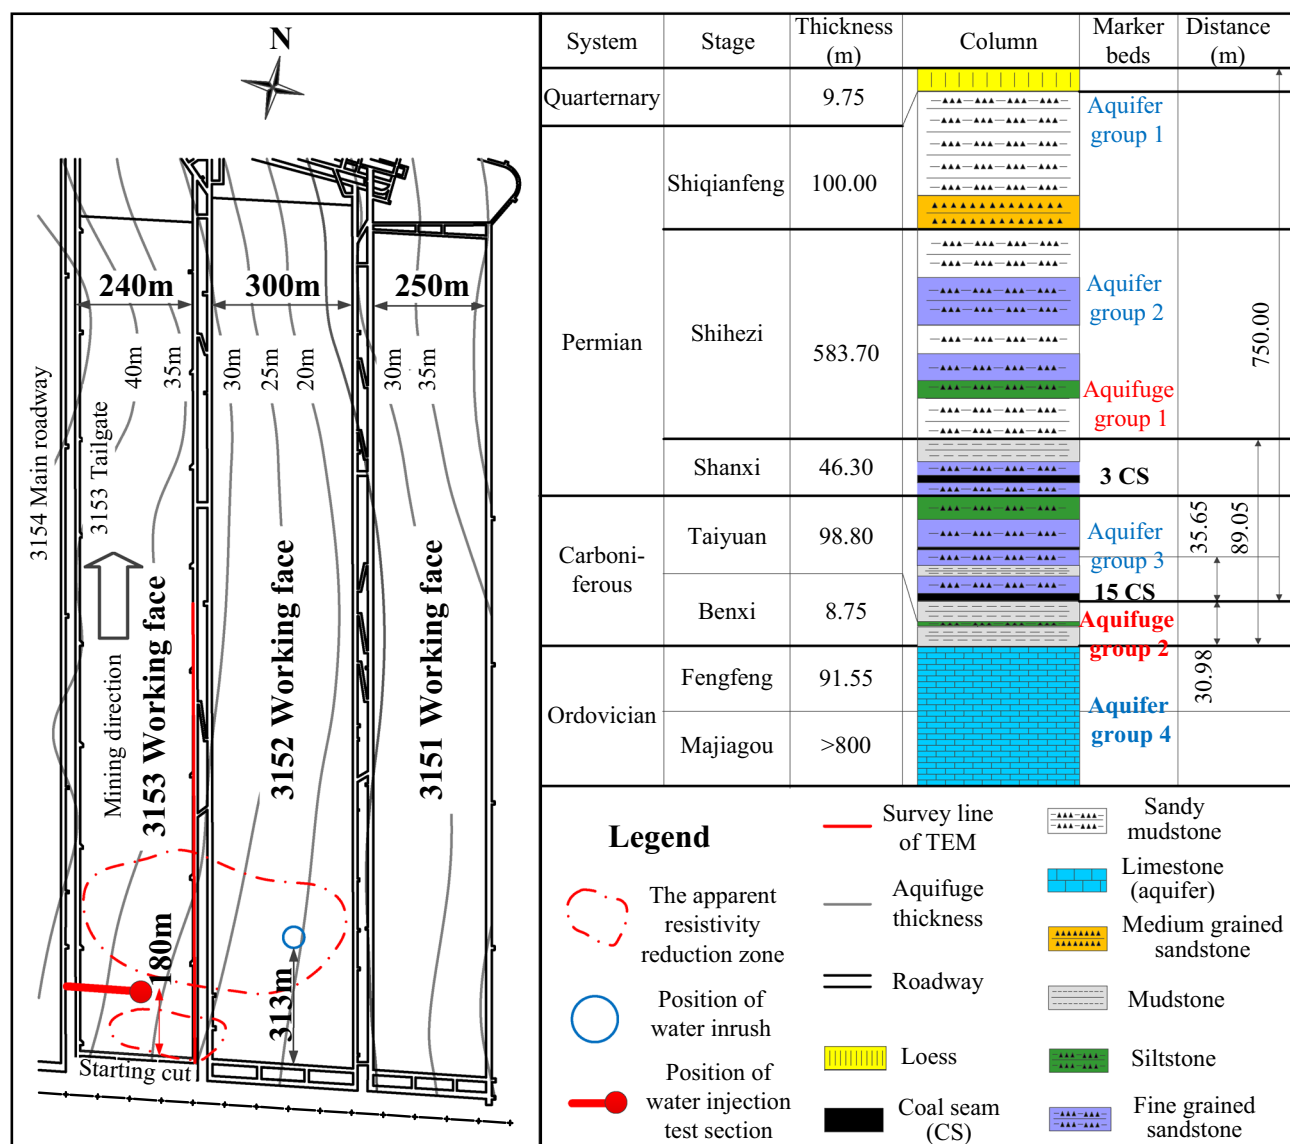 N
240m
300m
250m
40m
35m
30m
25m
20m
30m
35m
3154 Main roadway
3153 Tailgate
Mining direction
3153 Working face
3152 Working face
3151 Working face
180m
313m
Starting cut
System
Stage
Thickness
(m)
Column
Marker
beds
Distance
(m)
Quarternary
9.75
Aquifer
group 1
Shiqianfeng
100.00
Permian
Shihezi
583.70
Aquifer
group 2
Aquifuge
group 1
750.00
Shanxi
46.30
3 CS
Carboni-
ferous
Taiyuan
98.80
Aquifer
group 3
35.65
89.05
15 CS
Benxi
8.75
Aquifuge
group 2
30.98
Ordovician
Fengfeng
91.55
Aquifer
group 4
Majiagou
>800
Legend
The apparent
resistivity
reduction zone
Position of
water inrush
Position of
water injection
test section
Survey line
of TEM
Aquifuge
thickness
Roadway
Loess
Coal seam
(CS)
Sandy
mudstone
Limestone
(aquifer)
Medium grained
sandstone
Mudstone
Siltstone
Fine grained
sandstone